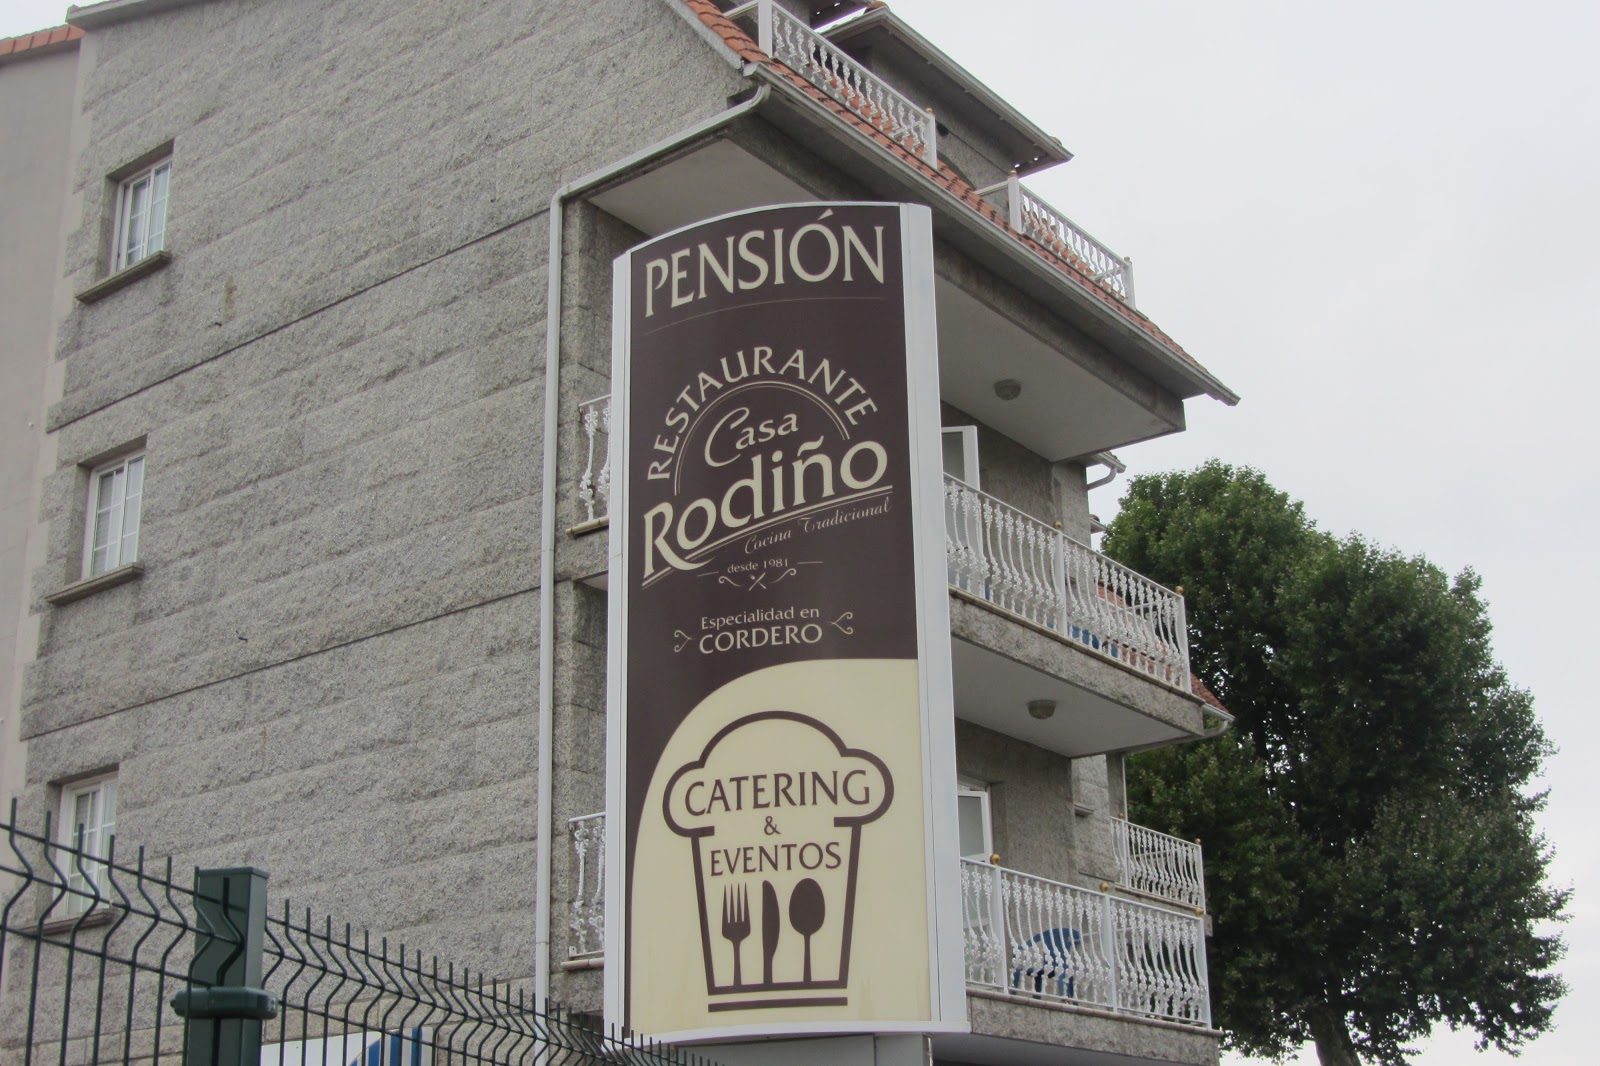 PENSIÓN
RESTAURANTE
Casa
Rodiño
Cocina Tradicional
desde 1981
Especialidad en
CORDERO
CATERING
&
EVENTOS